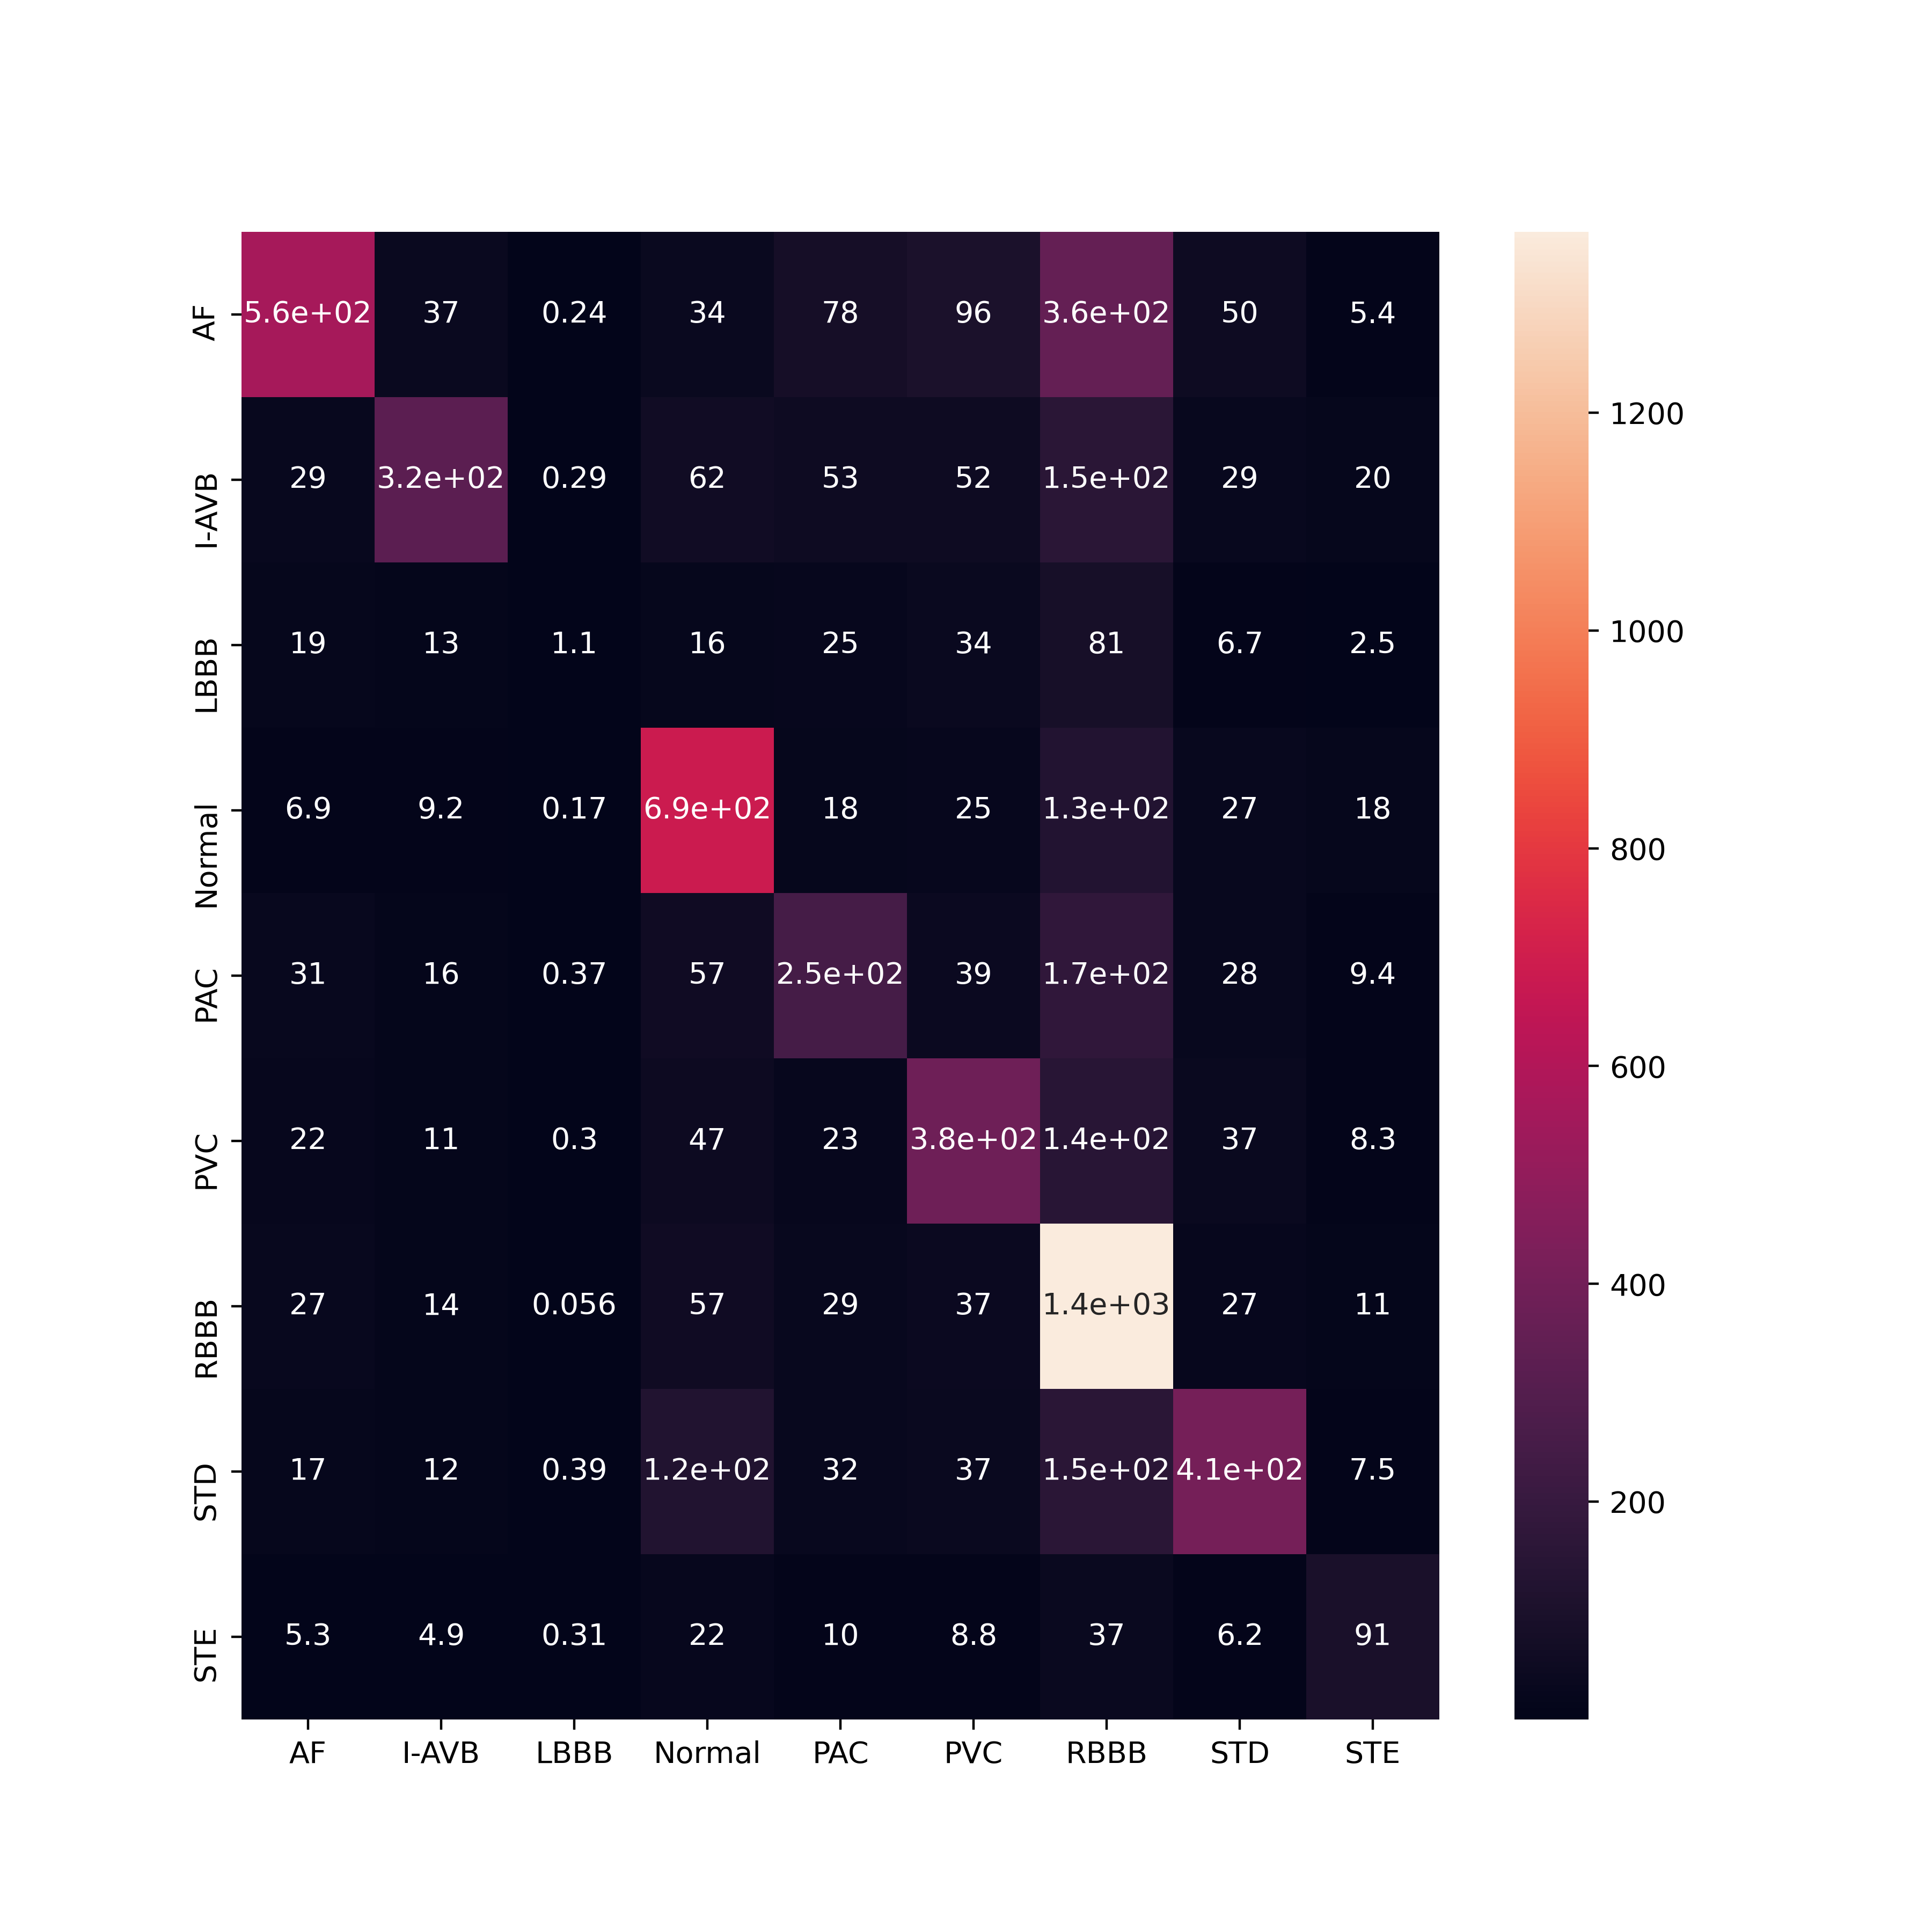 AF 5.6e+02 37 0.24 34 78 96 3.6e+02 50 5.4
I-AVB 29 3.2e+02 0.29 62 53 52 1.5e+02 29 20
LBBB 19 13 1.1 16 25 34 81 6.7 2.5
Normal 6.9 9.2 0.17 6.9e+02 18 25 1.3e+02 27 18
PAC 31 16 0.37 57 2.5e+02 39 1.7e+02 28 9.4
PVC 22 11 0.3 47 23 3.8e+02 1.4e+02 37 8.3
RBBB 27 14 0.056 57 29 37 1.4e+03 27 11
STD 17 12 0.39 1.2e+02 32 37 1.5e+02 4.1e+02 7.5
STE 5.3 4.9 0.31 22 10 8.8 37 6.2 91
AF I-AVB LBBB Normal PAC PVC RBBB STD STE
1200
1000
800
600
400
200